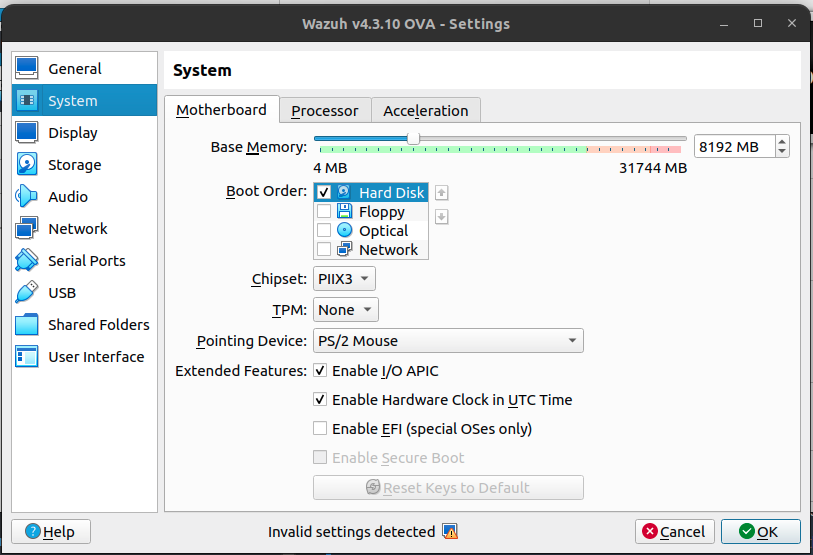 Wazuh v4.3.10 OVA - Settings
General
System
Display
Storage
Audio
Network
Serial Ports
USB
Shared Folders
User Interface
System
Motherboard Processor Acceleration
Base Memory: 8192 MB
4 MB 31744 MB
Boot Order: Hard Disk
Floppy
Optical
Network
Chipset: PIIX3
TPM: None
Pointing Device: PS/2 Mouse
Extended Features: Enable I/O APIC
Enable Hardware Clock in UTC Time
Enable EFI (special OSes only)
Enable Secure Boot
Reset Keys to Default
Help Invalid settings detected Cancel OK